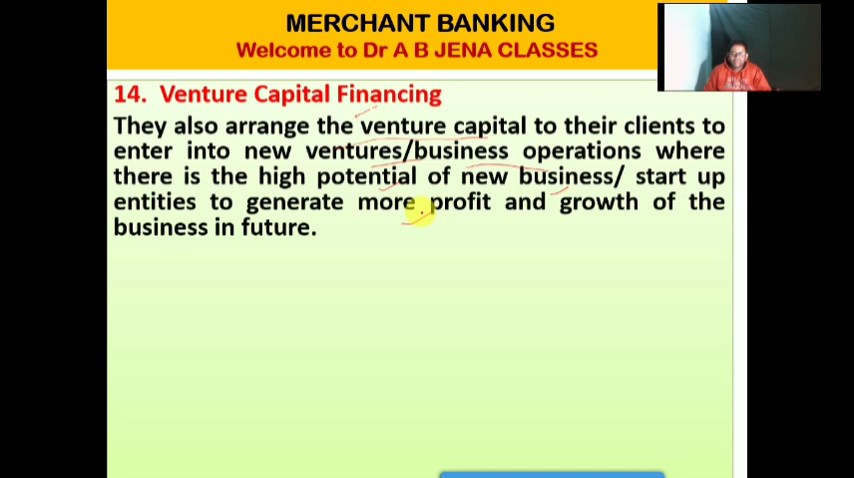 MERCHANT BANKING
Welcome to Dr A B JENA CLASSES
14. Venture Capital Financing
They also arrange the venture capital to their clients to
enter into new ventures/business operations where
there is the high potential of new business/ start up
entities to generate more profit and growth of the
business in future.